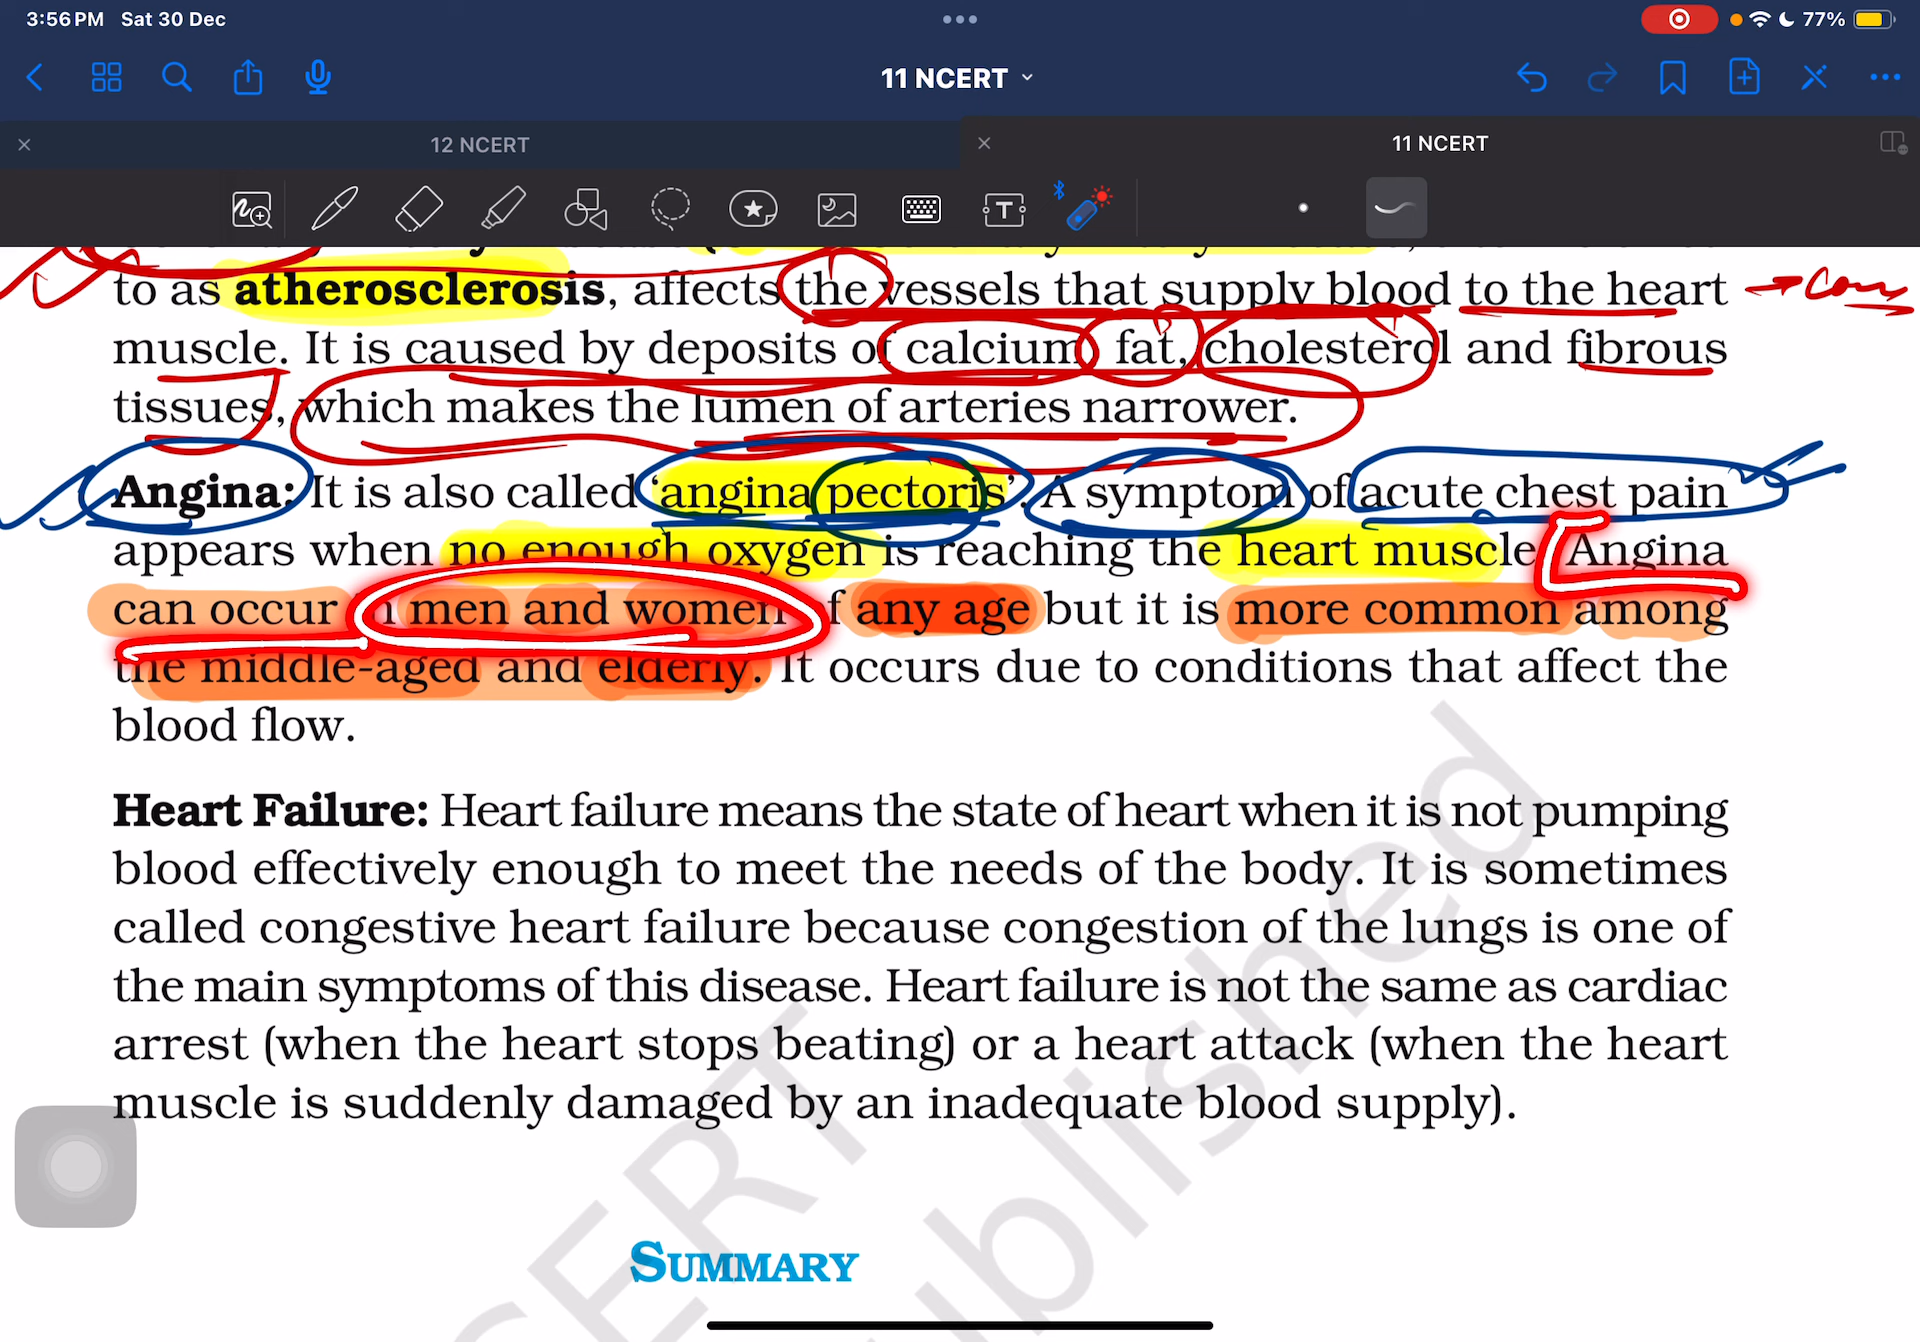 3:56 PM Sat 30 Dec
77%
11 NCERT
12 NCERT
11 NCERT
to as atherosclerosis, affects the vessels that supply blood to the heart
muscle. It is caused by deposits of calcium, fat, cholesterol and fibrous
tissues, which makes the lumen of arteries narrower.
Angina: It is also called 'angina pectoris'. A symptom of acute chest pain
appears when no enough oxygen is reaching the heart muscle. Angina
can occur in men and women of any age but it is more common among
the middle-aged and elderly. It occurs due to conditions that affect the
blood flow.
Heart Failure: Heart failure means the state of heart when it is not pumping
blood effectively enough to meet the needs of the body. It is sometimes
called congestive heart failure because congestion of the lungs is one of
the main symptoms of this disease. Heart failure is not the same as cardiac
arrest (when the heart stops beating) or a heart attack (when the heart
muscle is suddenly damaged by an inadequate blood supply).
SUMMARY